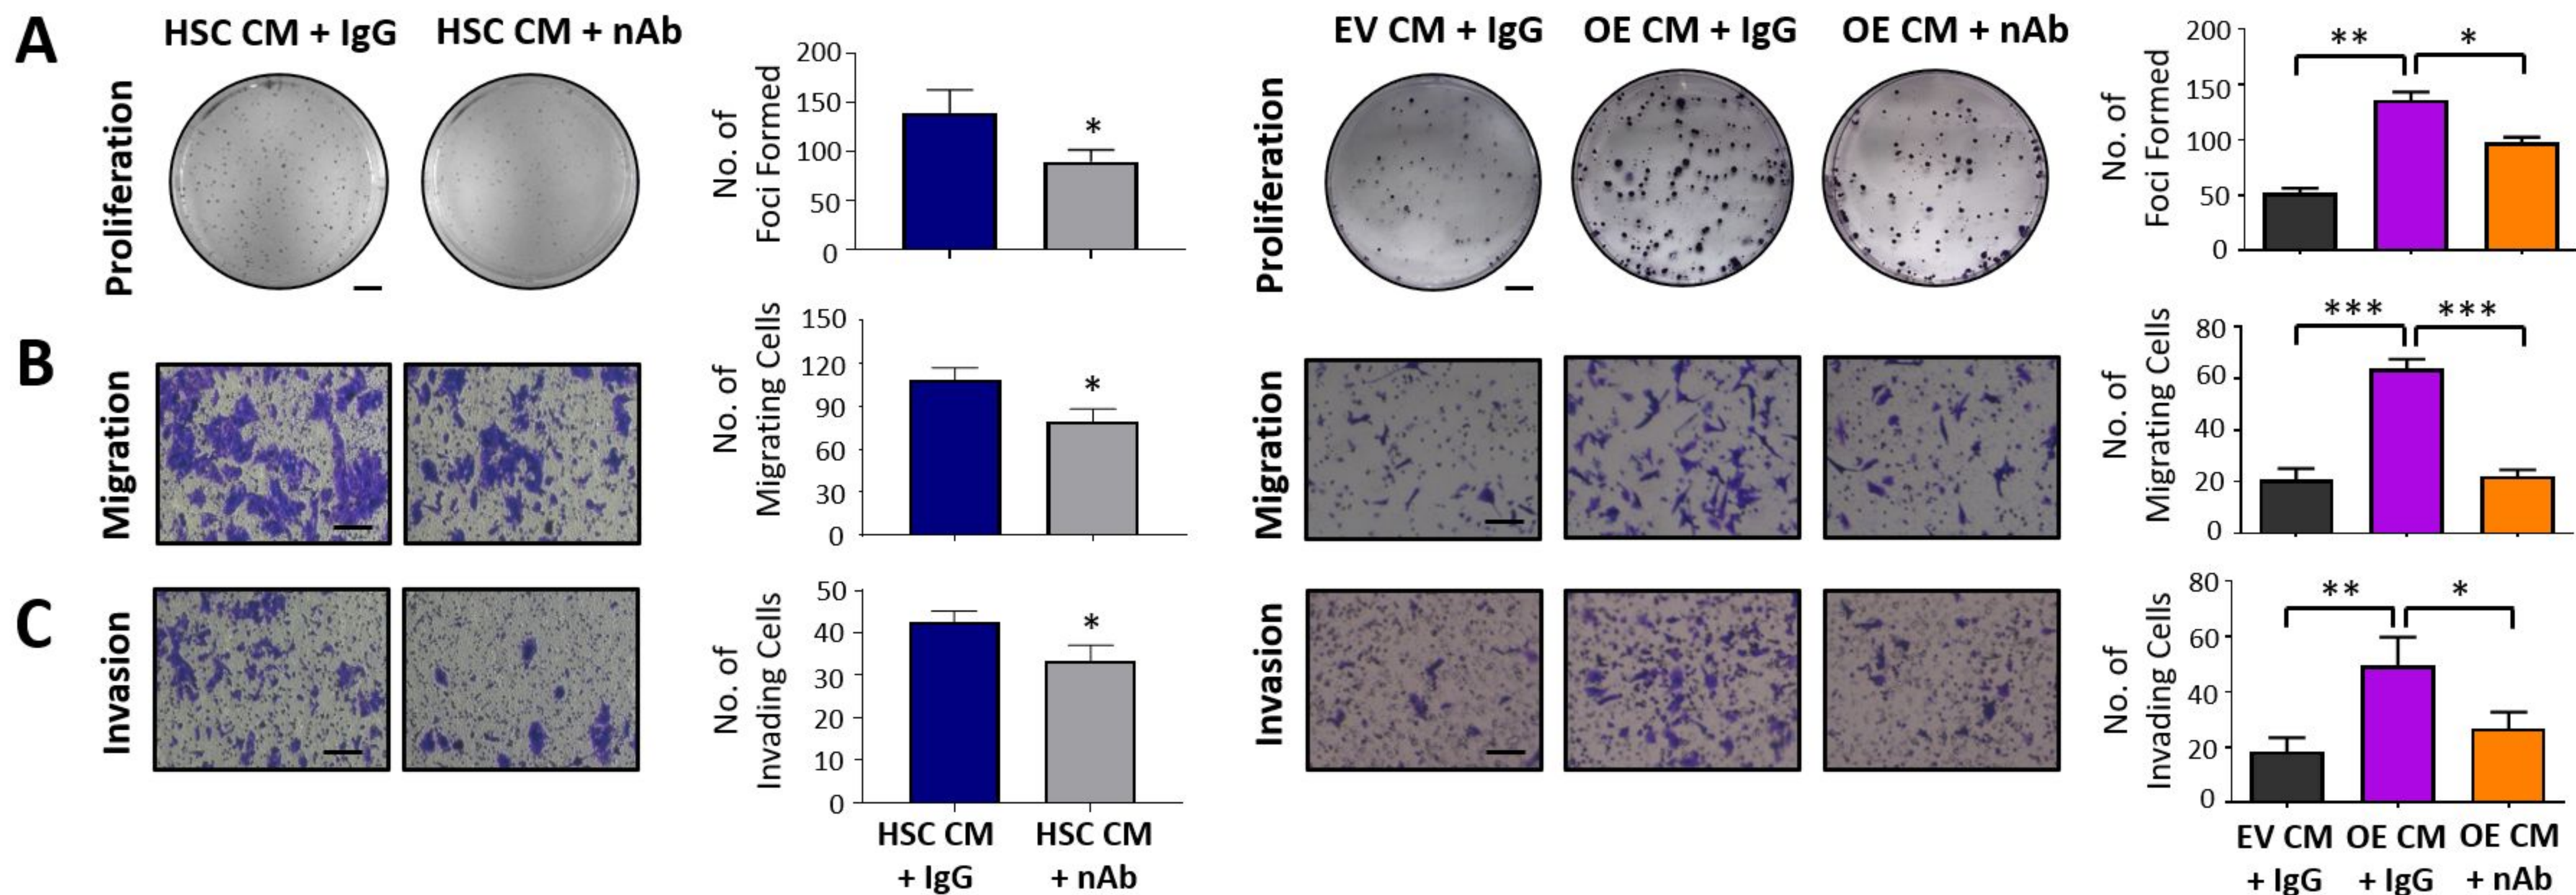 A
HSC CM + IgG
HSC CM + nAb
Proliferation
No. of
Foci Formed
200
150
100
50
0
*
EV CM + IgG
OE CM + IgG
OE CM + nAb
Proliferation
No. of
Foci Formed
200
150
100
50
0
**
*
B
Migration
No. of
Migrating Cells
150
120
90
60
30
0
*
Migration
No. of
Migrating Cells
80
60
40
20
0
***
***
C
Invasion
No. of
Invading Cells
50
40
30
20
10
0
*
HSC CM
+ IgG
HSC CM
+ nAb
Invasion
No. of
Invading Cells
80
60
40
20
0
**
*
EV CM
+ IgG
OE CM
+ IgG
OE CM
+ nAb